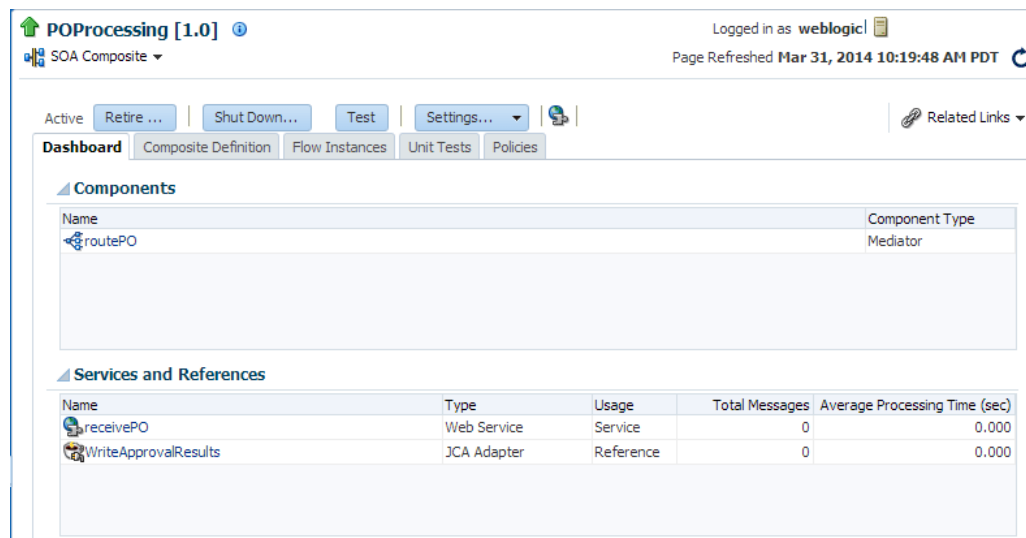 POProcessing [1.0]
Logged in as weblogic
SOA Composite
Page Refreshed Mar 31, 2014 10:19:48 AM PDT
Active Retire ... Shut Down... Test Settings... Related Links
Dashboard Composite Definition Flow Instances Unit Tests Policies
Components
Name Component Type
routePO Mediator
Services and References
Name Type Usage Total Messages Average Processing Time (sec)
receivePO Web Service Service 0 0.000
WriteApprovalResults JCA Adapter Reference 0 0.000